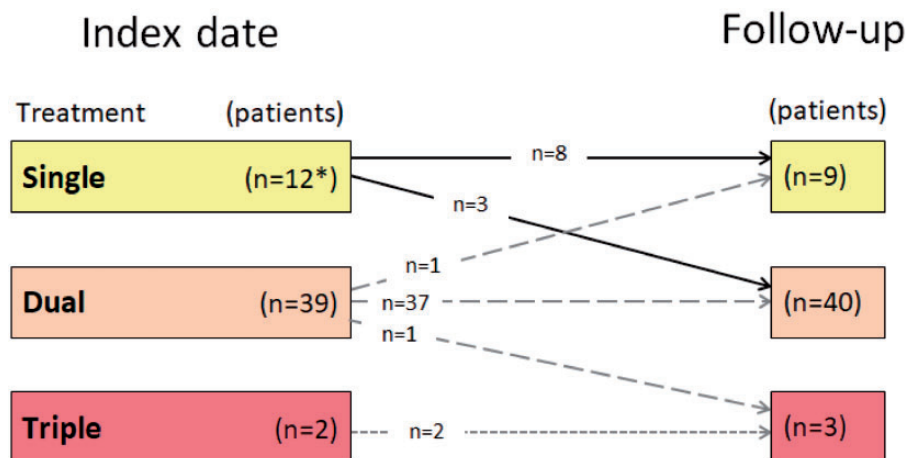 Index date
Follow-up
Treatment (patients)
(patients)
Single (n=12*)
n=8
(n=9)
n=3
n=1
Dual (n=39)
n=37
(n=40)
n=1
Triple (n=2)
n=2
(n=3)